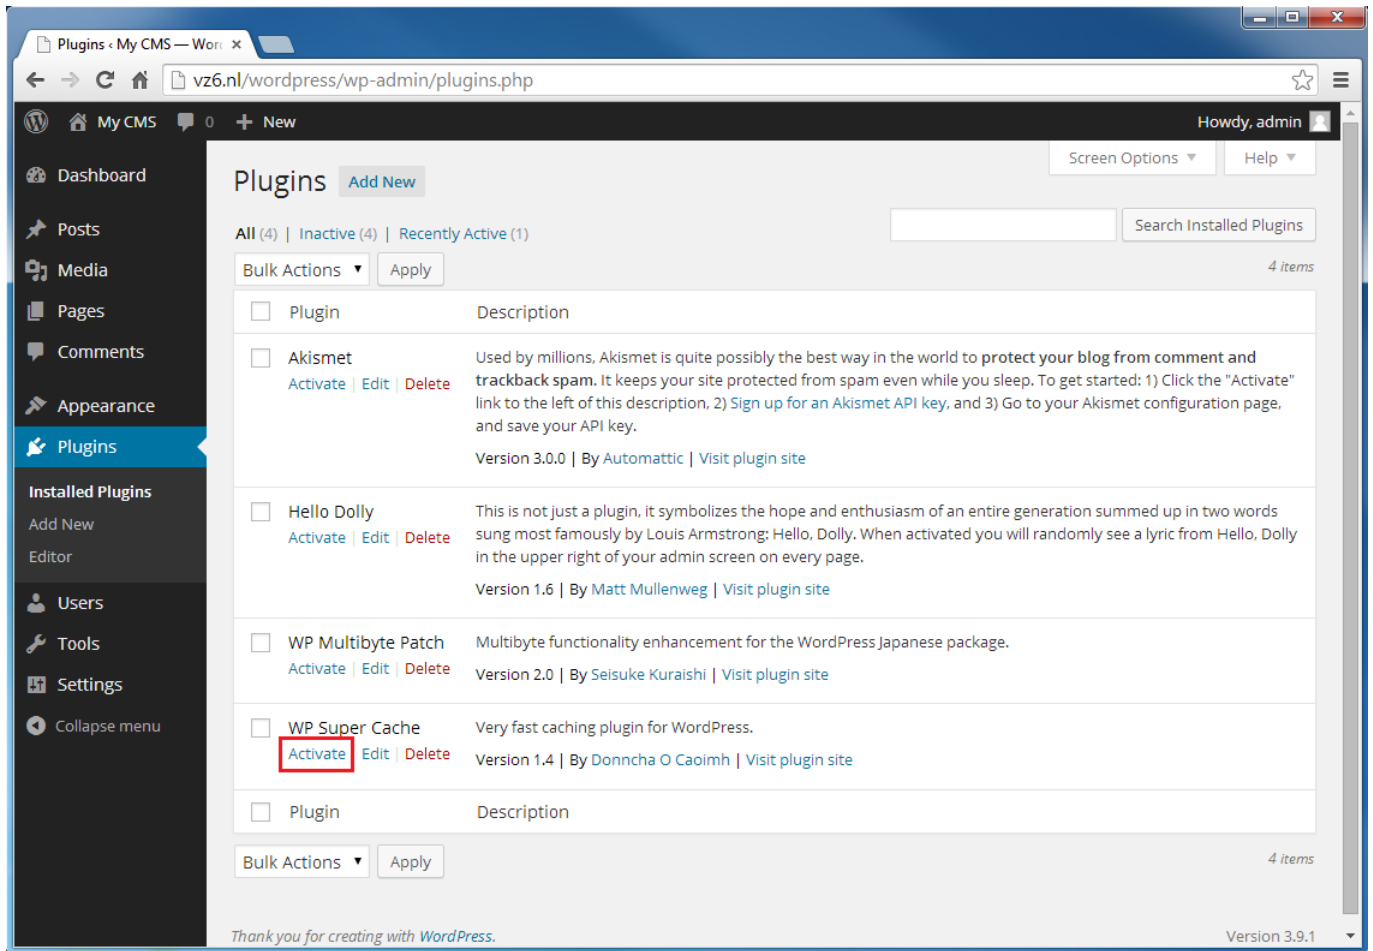 Plugins ‹ My CMS — Wor
vz6.nl/wordpress/wp-admin/plugins.php
My CMS 0 New Howdy, admin
Screen Options Help
Dashboard
Posts
Media
Pages
Comments
Appearance
Plugins
Installed Plugins
Add New
Editor
Users
Tools
Settings
Collapse menu
Plugins Add New
All (4) | Inactive (4) | Recently Active (1)
Search Installed Plugins
Bulk Actions Apply
4 items
Plugin Description
Akismet
Activate | Edit | Delete
Used by millions, Akismet is quite possibly the best way in the world to protect your blog from comment and
trackback spam. It keeps your site protected from spam even while you sleep. To get started: 1) Click the "Activate"
link to the left of this description, 2) Sign up for an Akismet API key, and 3) Go to your Akismet configuration page,
and save your API key.
Version 3.0.0 | By Automattic | Visit plugin site
Hello Dolly
Activate | Edit | Delete
This is not just a plugin, it symbolizes the hope and enthusiasm of an entire generation summed up in two words
sung most famously by Louis Armstrong: Hello, Dolly. When activated you will randomly see a lyric from Hello, Dolly
in the upper right of your admin screen on every page.
Version 1.6 | By Matt Mullenweg | Visit plugin site
WP Multibyte Patch
Activate | Edit | Delete
Multibyte functionality enhancement for the WordPress Japanese package.
Version 2.0 | By Seisuke Kuraishi | Visit plugin site
WP Super Cache
Activate | Edit | Delete
Very fast caching plugin for WordPress.
Version 1.4 | By Donncha O Caoimh | Visit plugin site
Plugin Description
Bulk Actions Apply
4 items
Thank you for creating with WordPress.
Version 3.9.1